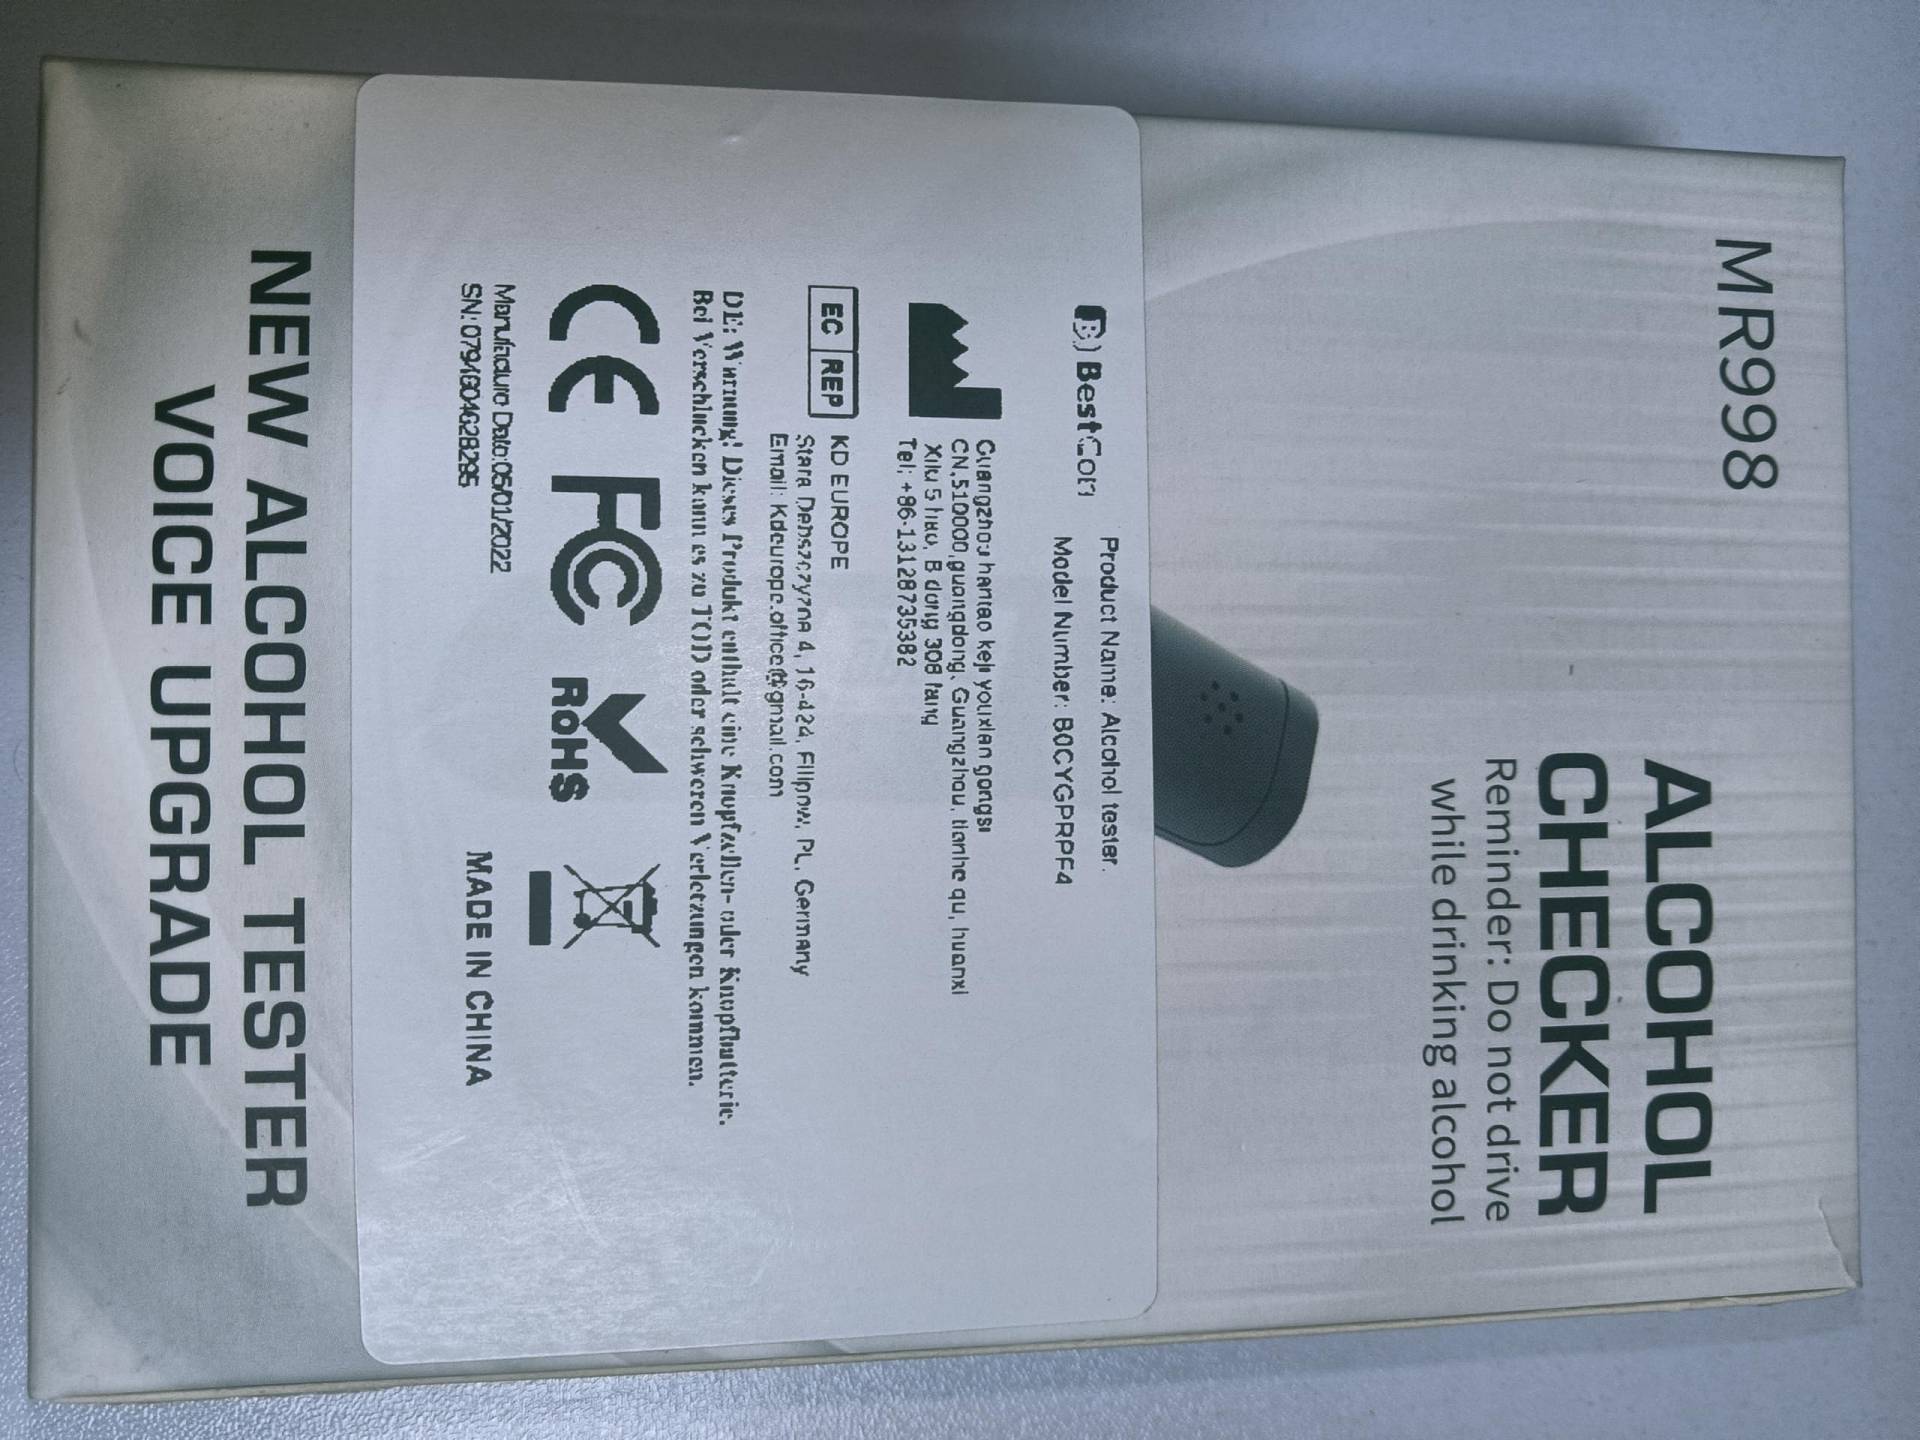 MR998
ALCOHOL
CHECKER
Reminder: Do not drive
while drinking alcohol
BestCon
Product Name: Alcohol tester.
Model Number: B0CYGPRPF4
Guangzhou hantao keji youxian gongsi
CN,510000,guangdong, Guangzhou, tianhe qu, huanxi
Xilu 5 hao, B dong 308 fang
Tel: +86-13128735382
EC REP
KD EUROPE
Stara Debszczyzna 4, 16-424, Filipow, PL, Germany
Email: Kdeurope.office@gmail.com
DE: Warnung! Dieses Produkt enthält eine Knopfzellen- oder Knopfbatterie.
Bei Verschlucken kann es zu TOD oder schweren Verletzungen kommen.
CE FC RoHS
Manufacture Date:05/01/2022
MADE IN CHINA
NEW ALCOHOL TESTER
VOICE UPGRADE